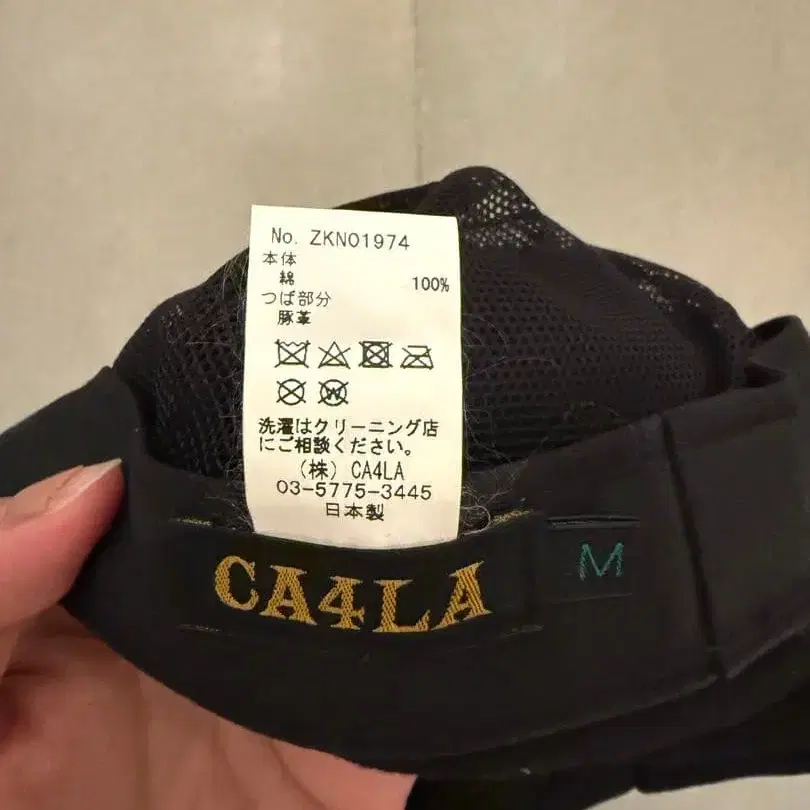 No. ZKN01974
本体
綿 100%
つば部分
豚革
洗濯はクリーニング店
にご相談ください。
(株) CA4LA
03-5775-3445
日本製
CA4LA
M